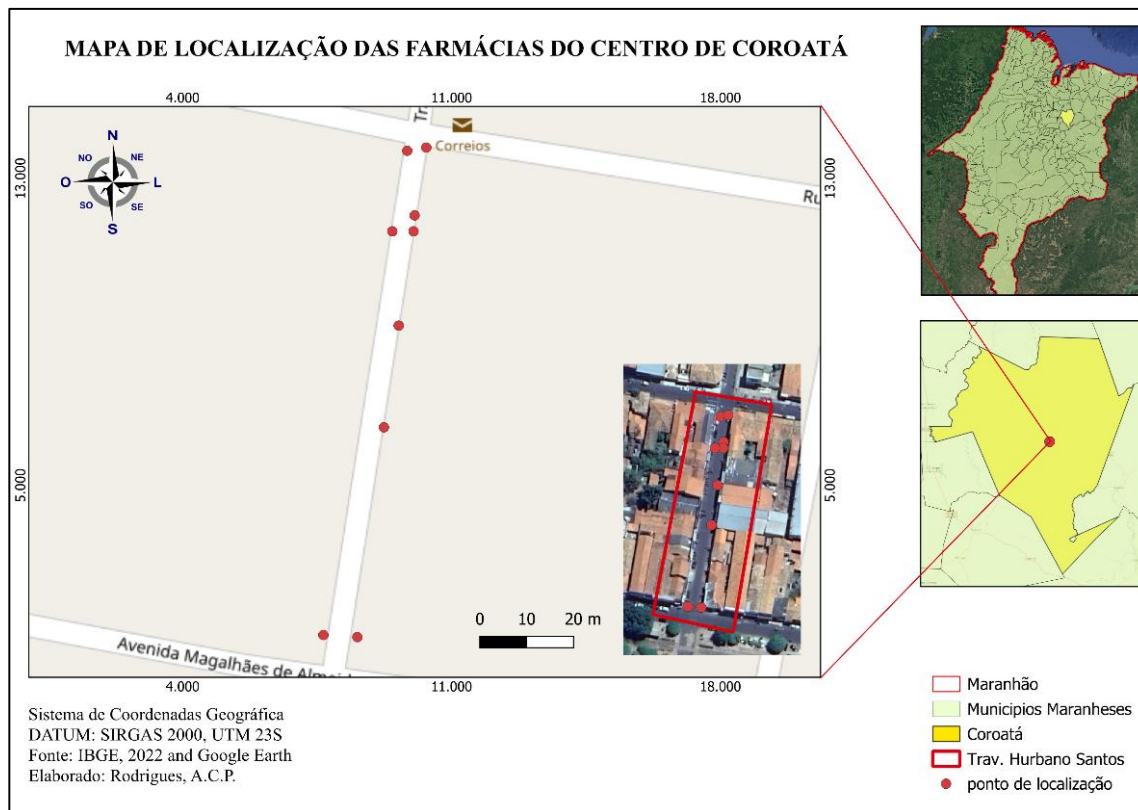 MAPA DE LOCALIZAÇÃO DAS FARMÁCIAS DO CENTRO DE COROATÁ
4.000 11.000 18.000
13.000 13.000
N
NO NE
O L
SO SE
S
Tr
Correios
Ru
5.000 5.000
0 10 20 m
Avenida Magalhães de Almeid
4.000 11.000 18.000
Sistema de Coordenadas Geográfica
DATUM: SIRGAS 2000, UTM 23S
Fonte: IBGE, 2022 and Google Earth
Elaborado: Rodrigues, A.C.P.
Maranhão
Municipios Maranheses
Coroatá
Trav. Hurbano Santos
ponto de localização